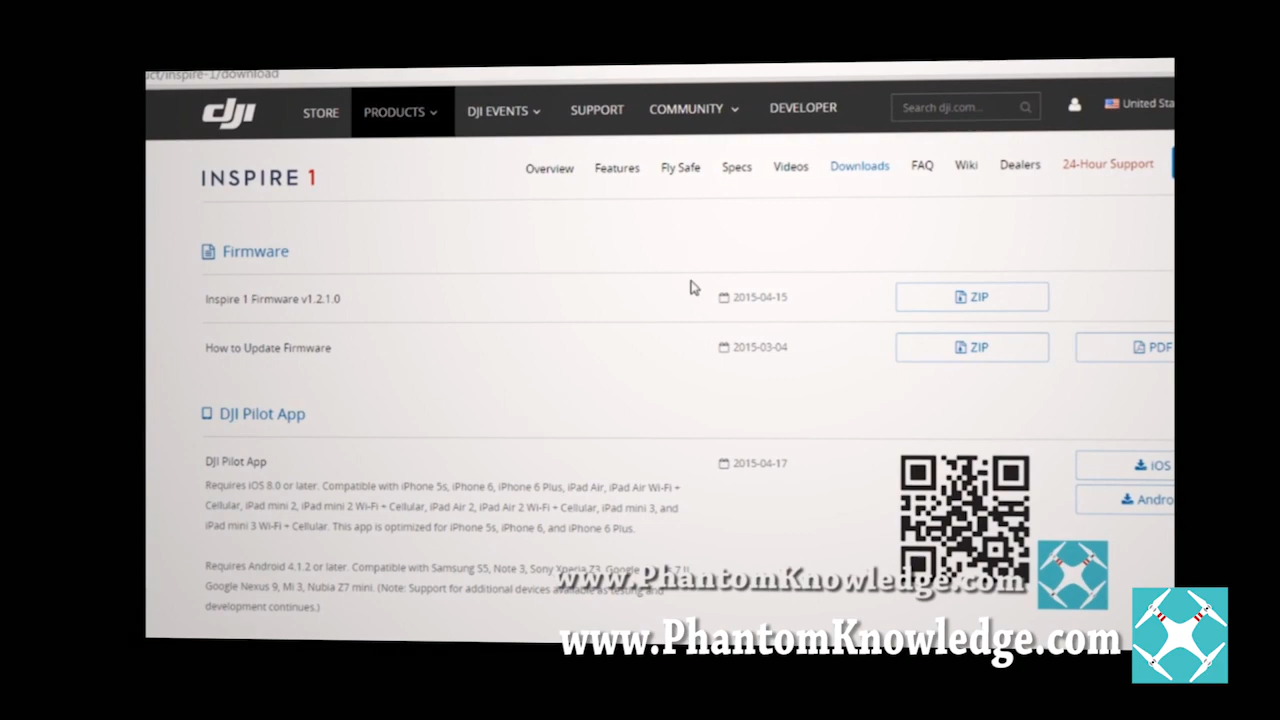 uct/inspire-1/download
dji STORE PRODUCTS DJI EVENTS SUPPORT COMMUNITY DEVELOPER Search dji.com... United Sta
INSPIRE 1 Overview Features Fly Safe Specs Videos Downloads FAQ Wiki Dealers 24-Hour Support
Firmware
Inspire 1 Firmware v1.2.1.0 2015-04-15 ZIP
How to Update Firmware 2015-03-04 ZIP PDF
DJI Pilot App
DJI Pilot App 2015-04-17 iOS
Requires iOS 8.0 or later. Compatible with iPhone 5s, iPhone 6, iPhone 6 Plus, iPad Air, iPad Air Wi-Fi +
Cellular, iPad mini 2, iPad mini 2 Wi-Fi + Cellular, iPad Air 2, iPad Air 2 Wi-Fi + Cellular, iPad mini 3, and
iPad mini 3 Wi-Fi + Cellular. This app is optimized for iPhone 5s, iPhone 6, and iPhone 6 Plus.
Andro
Requires Android 4.1.2 or later. Compatible with Samsung S5, Note 3, Sony Xperia Z3, Google
Google Nexus 9, Mi 3, Nubia Z7 mini. (Note: Support for additional devices available as testing and
development continues.)
www.PhantomKnowledge.com
www.PhantomKnowledge.com